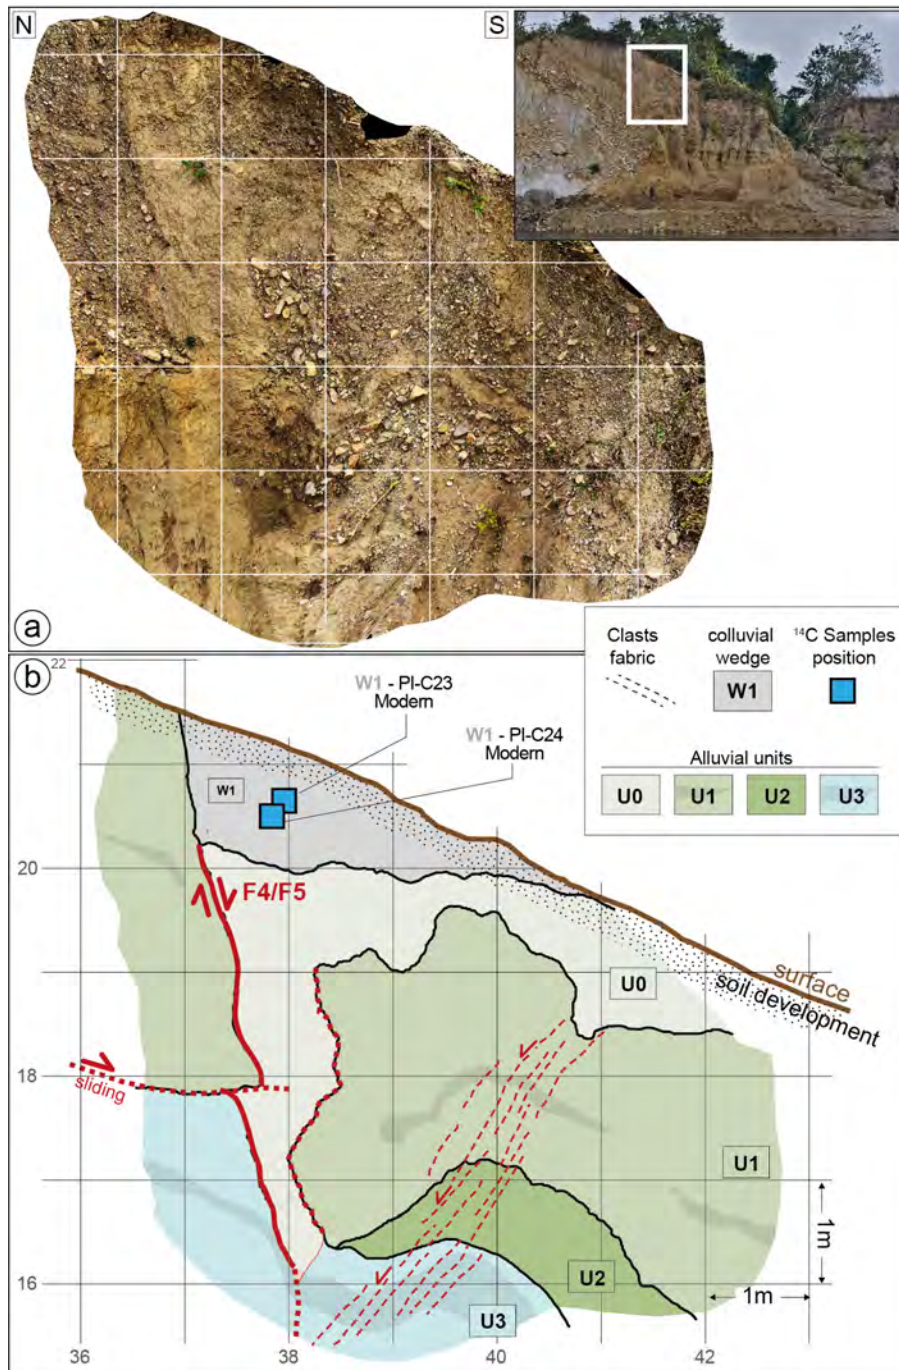 N
S
a
Clasts
fabric
colluvial
wedge
W1
¹⁴C Samples
position
Alluvial units
U0
U1
U2
U3
b
22
W1 - PI-C23
Modern
W1 - PI-C24
Modern
W1
20
F4/F5
U0
surface
soil development
18
sliding
U1
1m
16
U2
1m
U3
36
38
40
42